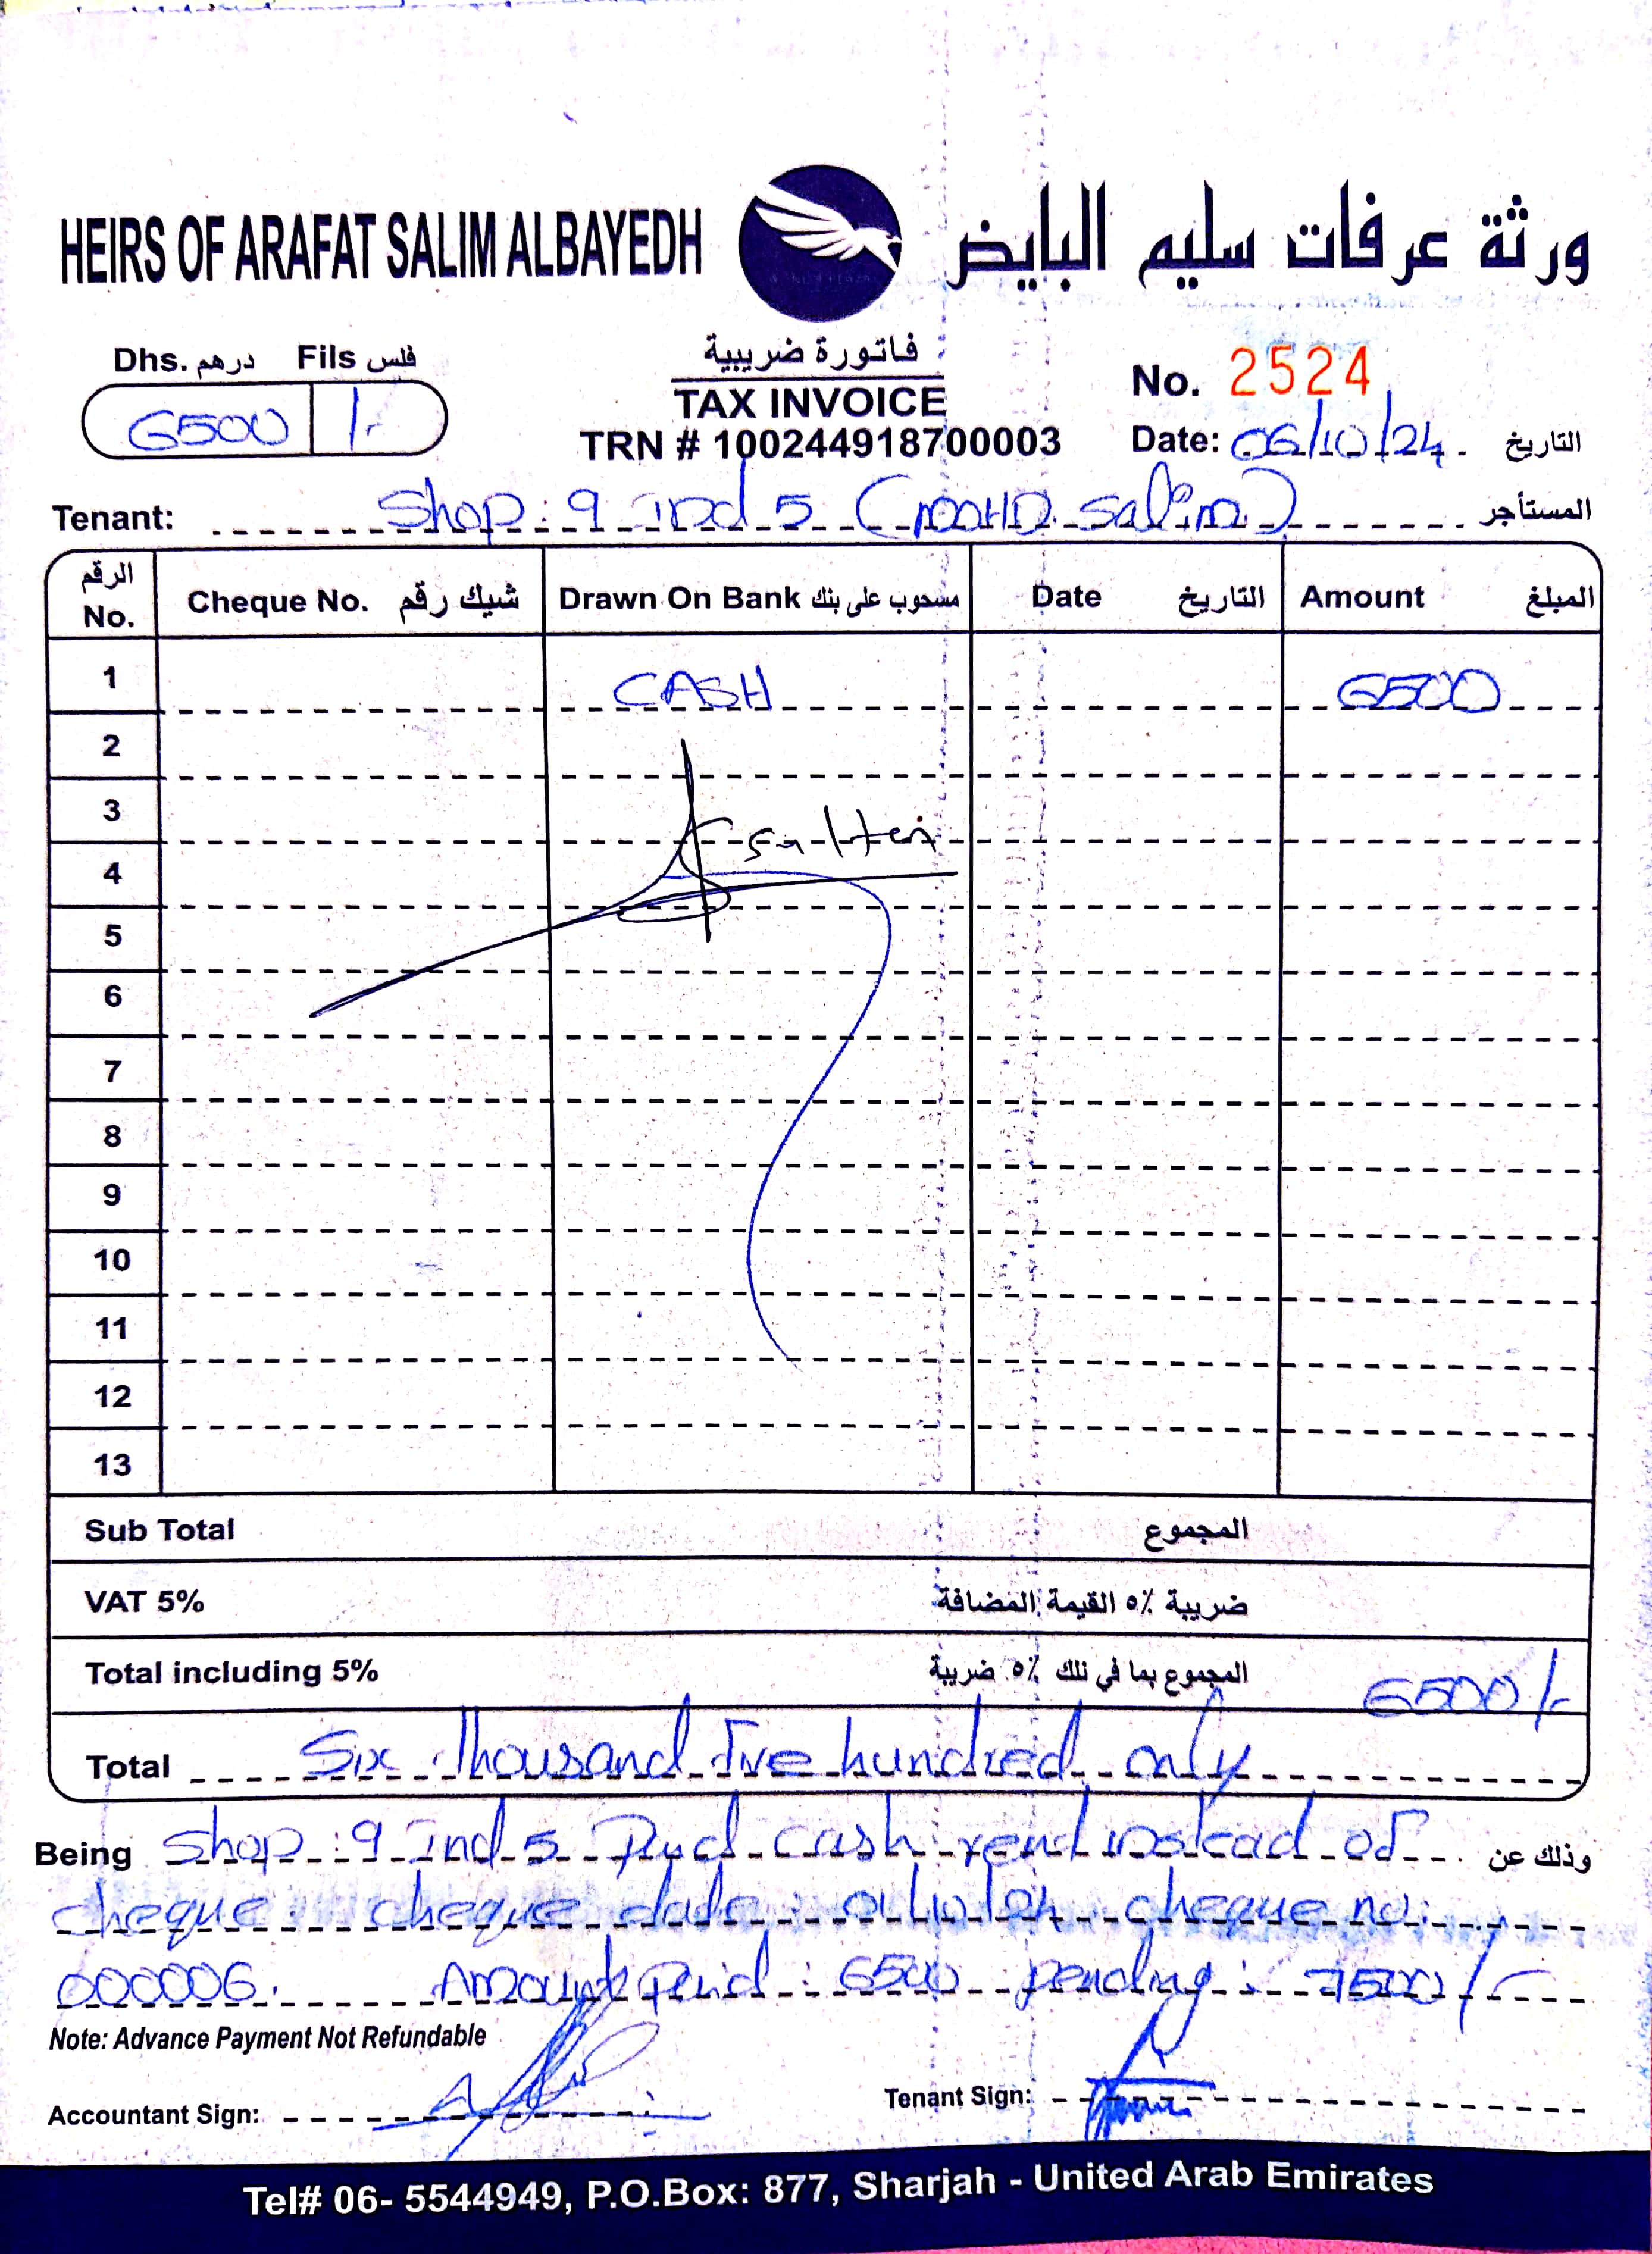 HEIRS OF ARAFAT SALIM ALBAYEDH ورثة عرفات سليم البايض
Dhs. درهم Fils فلس
6500 /-
فاتورة ضريبية
TAX INVOICE
TRN # 100244918700003
No. 2524
Date: 06/10/24. التاريخ
Tenant: Shop: 9 Ind 5 (MOHD. Salim) المستأجر
الرقم No. Cheque No. شيك رقم Drawn On Bank مسحوب على بنك Date التاريخ Amount المبلغ
1 CASH 6500
2
3
4
5
6
7
8
9
10
11
12
13
Sub Total المجموع
VAT 5% ضريبة ٥٪ القيمة المضافة
Total including 5% المجموع بما في ذلك ٥٪ ضريبة 6500/-
Total Six Thousand Five hundred only
Being Shop: 9 Ind 5 Paid cash rend instead of وذلك عن
cheque. cheque date: 01/10/24 cheque no:
000006. Amount Paid: 6500 pending: 7500/-
Note: Advance Payment Not Refundable
Accountant Sign: Tenant Sign:
Tel# 06- 5544949, P.O.Box: 877, Sharjah - United Arab Emirates